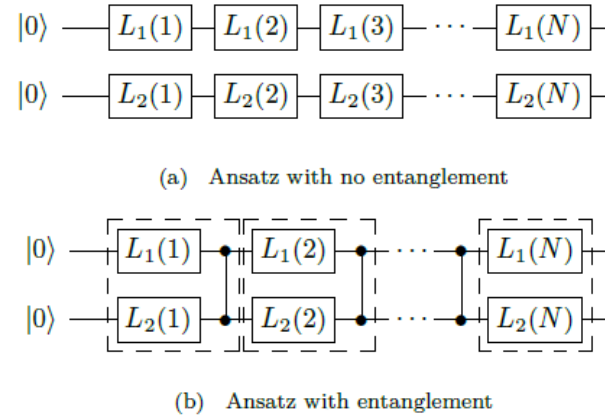 |0⟩ L₁(1) L₁(2) L₁(3) ··· L₁(N)
|0⟩ L₂(1) L₂(2) L₂(3) ··· L₂(N)
(a) Ansatz with no entanglement
|0⟩ L₁(1) L₁(2) ··· L₁(N)
|0⟩ L₂(1) L₂(2) ··· L₂(N)
(b) Ansatz with entanglement